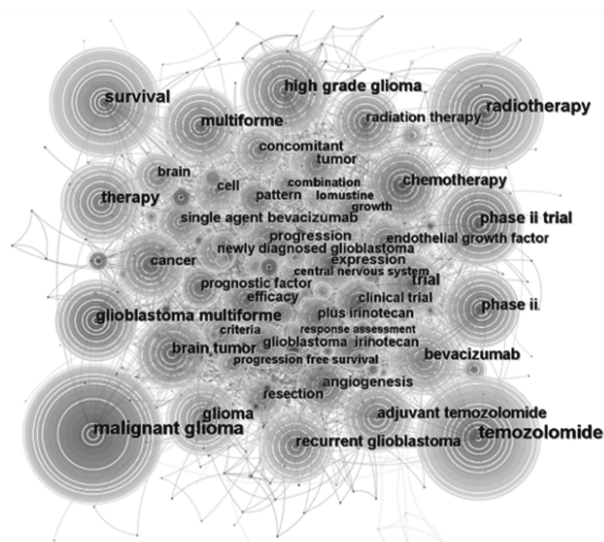 high grade glioma
survival
radiotherapy
multiforme
radiation therapy
concomitant
tumor
brain
cell
combination
chemotherapy
therapy
pattern
lomustine
growth
single agent bevacizumab
phase ii trial
progression
endothelial growth factor
newly diagnosed glioblastoma
cancer
expression
central nervous system
trial
prognostic factor
efficacy
clinical trial
phase ii
glioblastoma multiforme
plus irinotecan
criteria
response assessment
brain tumor
glioblastoma
irinotecan
bevacizumab
progression free survival
angiogenesis
resection
glioma
adjuvant temozolomide
malignant glioma
temozolomide
recurrent glioblastoma